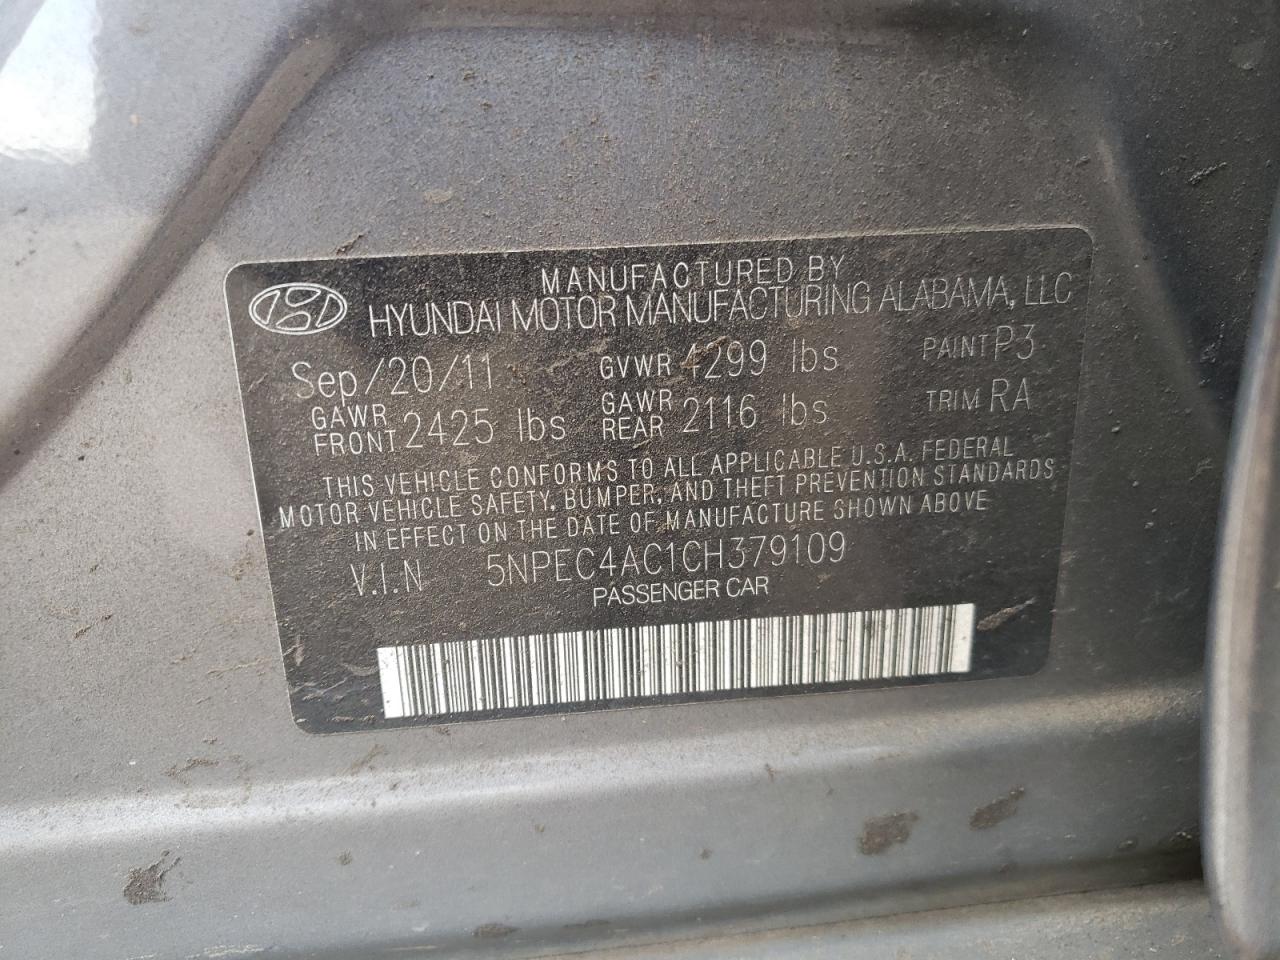 MANUFACTURED BY
HYUNDAI MOTOR MANUFACTURING ALABAMA, LLC
Sep/20/11 GVWR 4299 lbs PAINT P3
GAWR FRONT 2425 lbs GAWR REAR 2116 lbs TRIM RA
THIS VEHICLE CONFORMS TO ALL APPLICABLE U.S.A. FEDERAL
MOTOR VEHICLE SAFETY, BUMPER, AND THEFT PREVENTION STANDARDS
IN EFFECT ON THE DATE OF MANUFACTURE SHOWN ABOVE
V.I.N 5NPEC4AC1CH379109
PASSENGER CAR